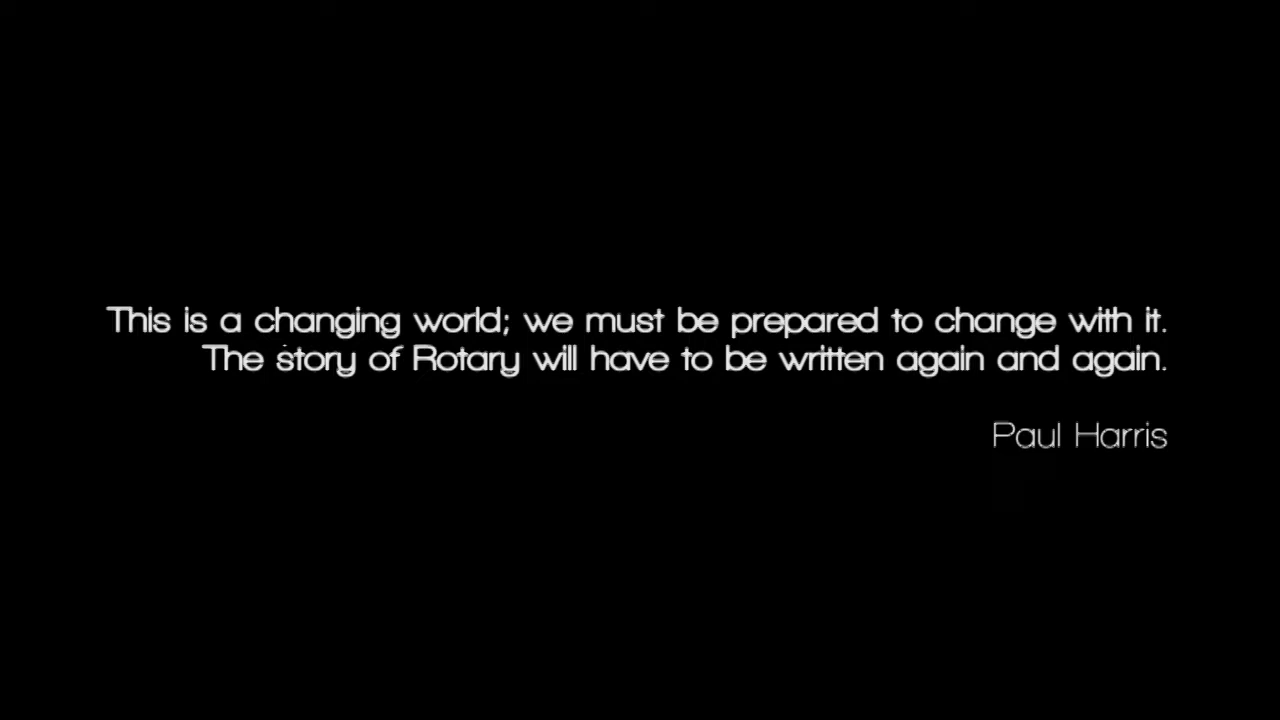 This is a changing world; we must be prepared to change with it.
The story of Rotary will have to be written again and again.
Paul Harris